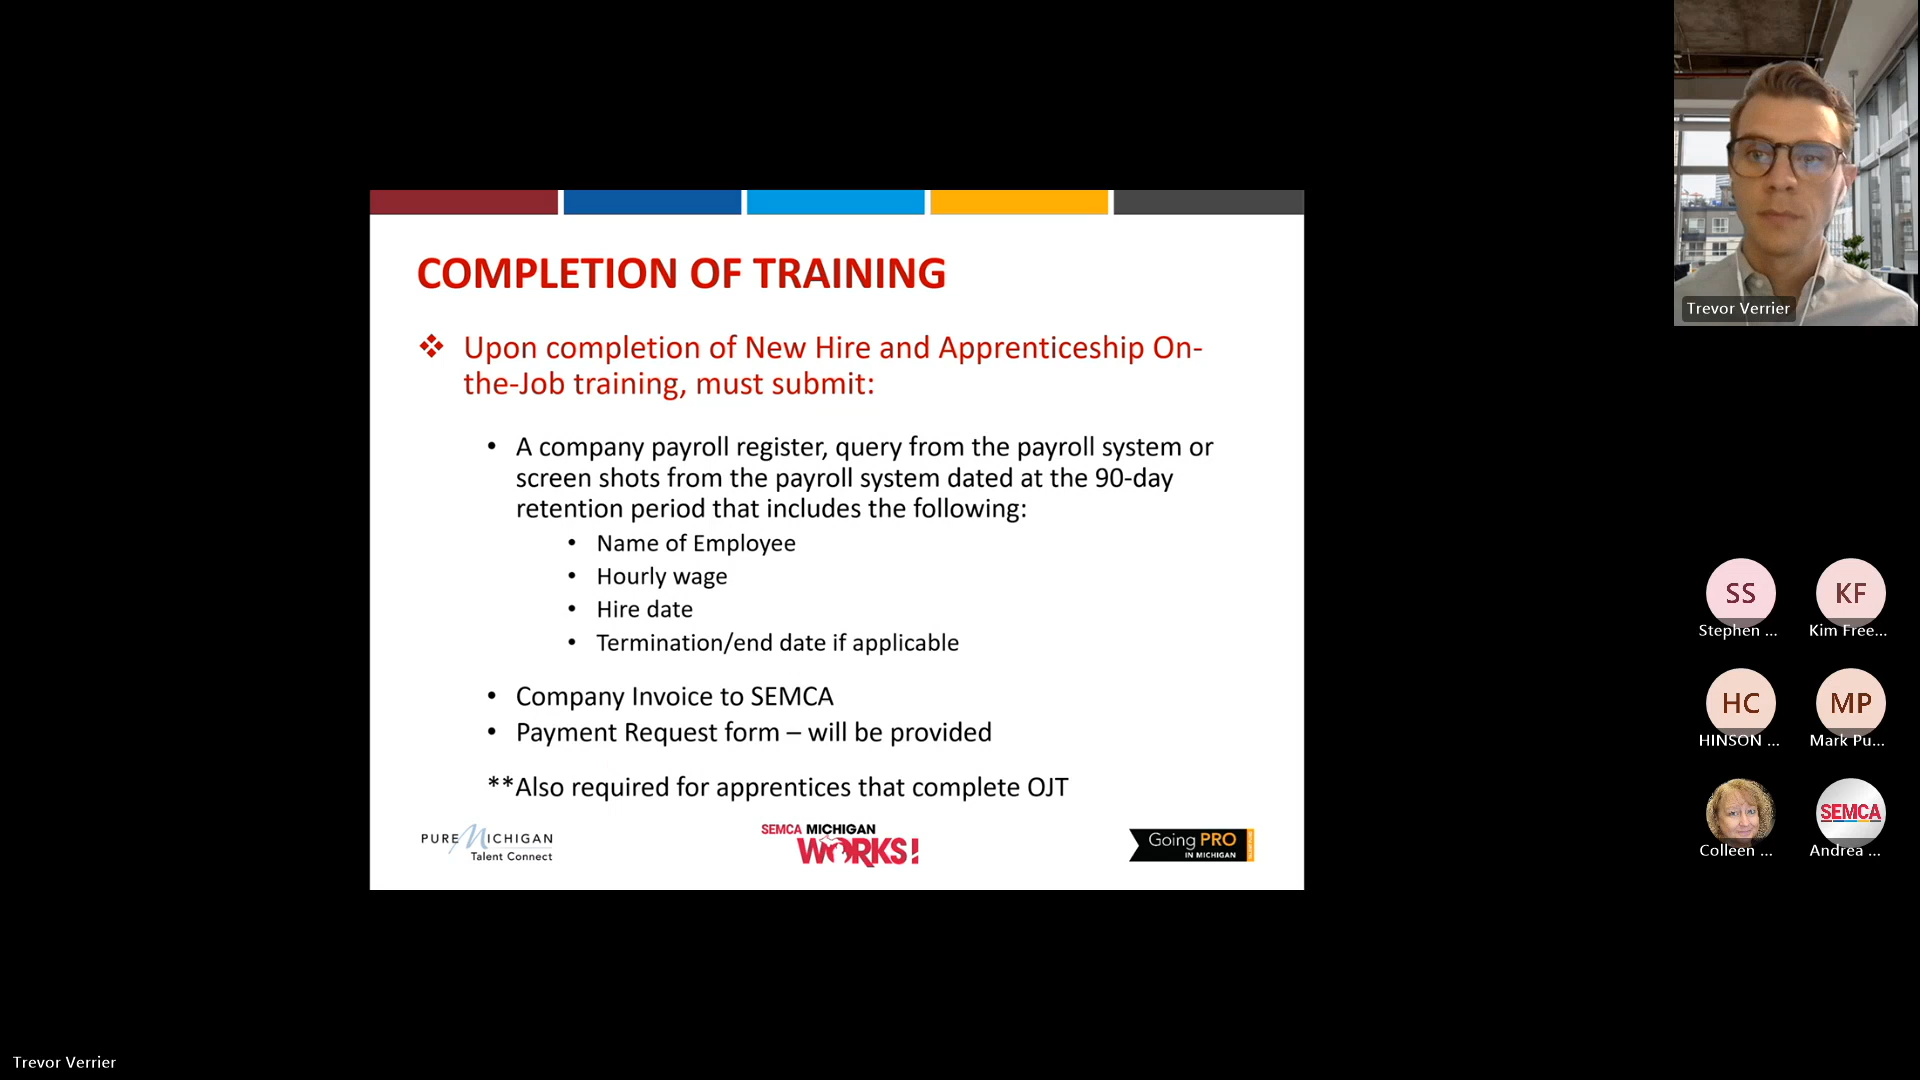 COMPLETION OF TRAINING
❖ Upon completion of New Hire and Apprenticeship On-
the-Job training, must submit:
• A company payroll register, query from the payroll system or
screen shots from the payroll system dated at the 90-day
retention period that includes the following:
• Name of Employee
• Hourly wage
• Hire date
• Termination/end date if applicable
• Company Invoice to SEMCA
• Payment Request form – will be provided
**Also required for apprentices that complete OJT
PURE MICHIGAN
Talent Connect
SEMCA MICHIGAN
WORKS!
Going PRO
IN MICHIGAN
Trevor Verrier
SS
KF
Stephen ...
Kim Free...
HC
MP
HINSON ...
Mark Pu...
SEMCA
Colleen ...
Andrea ...
Trevor Verrier